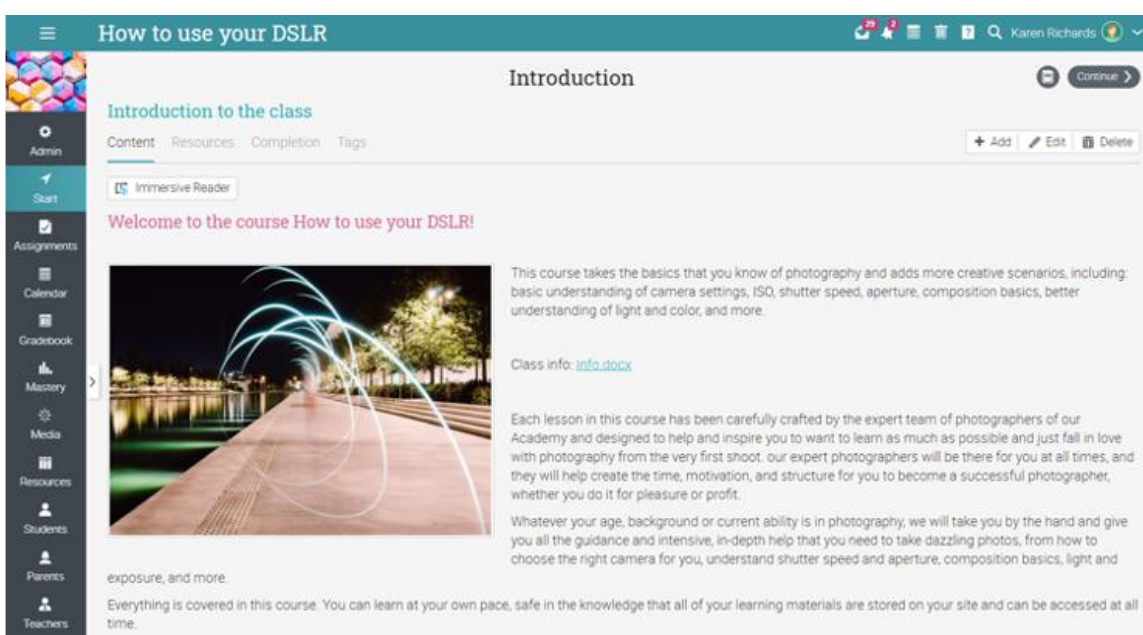 How to use your DSLR
29
2
Karen Richards
Introduction
Continue
Introduction to the class
Content Resources Completion Tags
Add Edit Delete
Immersive Reader
Welcome to the course How to use your DSLR!
Admin
Start
Assignments
Calendar
Gradebook
Mastery
Media
Resources
Students
Parents
Teachers
This course takes the basics that you know of photography and adds more creative scenarios, including:
basic understanding of camera settings, ISO, shutter speed, aperture, composition basics, better
understanding of light and color, and more.
Class info: Info.docx
Each lesson in this course has been carefully crafted by the expert team of photographers of our
Academy and designed to help and inspire you to want to learn as much as possible and just fall in love
with photography from the very first shoot. our expert photographers will be there for you at all times, and
they will help create the time, motivation, and structure for you to become a successful photographer,
whether you do it for pleasure or profit.
Whatever your age, background or current ability is in photography, we will take you by the hand and give
you all the guidance and intensive, in-depth help that you need to take dazzling photos, from how to
choose the right camera for you, understand shutter speed and aperture, composition basics, light and
exposure, and more.
Everything is covered in this course. You can learn at your own pace, safe in the knowledge that all of your learning materials are stored on your site and can be accessed at all
time.